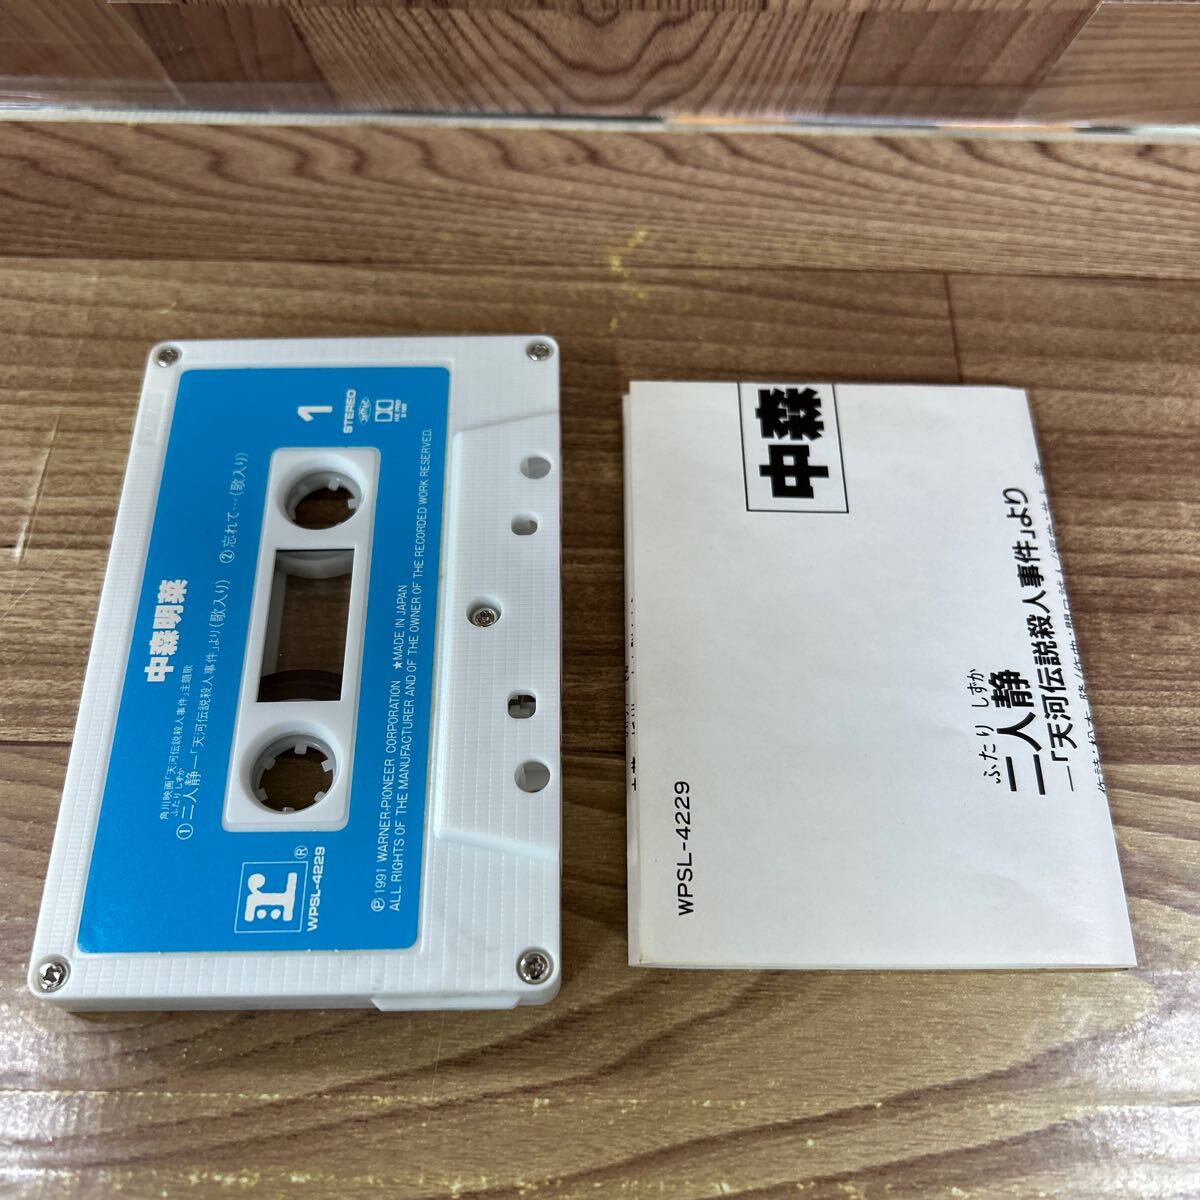 中森明菜
角川映画「天河伝説殺人事件」主題歌
ふたり しずか
①二人静―「天河伝説殺人事件」より(歌入り) ②忘れて…(歌入り)
1
STEREO
HX PRO
B NR
r
®
WPSL-4229
Ⓟ1991 WARNER-PIONEER CORPORATION ★MADE IN JAPAN
ALL RIGHTS OF THE MANUFACTURER AND OF THE OWNER OF THE RECORDED WORK RESERVED.
中森
ふたり しずか
二人静
―「天河伝説殺人事件」より
WPSL-4229